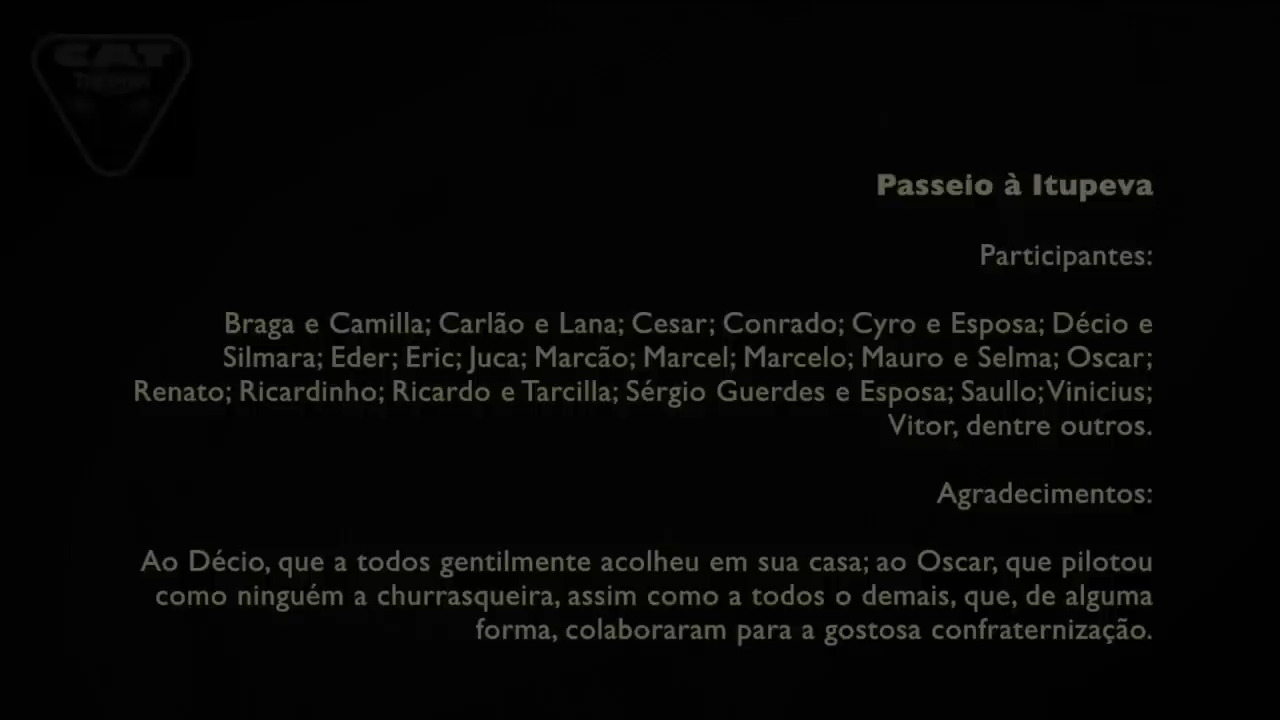 CAT
Passeio à Itupeva
Participantes:
Braga e Camilla; Carlão e Lana; Cesar; Conrado; Cyro e Esposa; Décio e
Silmara; Eder; Eric; Juca; Marcão; Marcel; Marcelo; Mauro e Selma; Oscar;
Renato; Ricardinho; Ricardo e Tarcilla; Sérgio Guerdes e Esposa; Saullo; Vinicius;
Vitor, dentre outros.
Agradecimentos:
Ao Décio, que a todos gentilmente acolheu em sua casa; ao Oscar, que pilotou
como ninguém a churrasqueira, assim como a todos o demais, que, de alguma
forma, colaboraram para a gostosa confraternização.